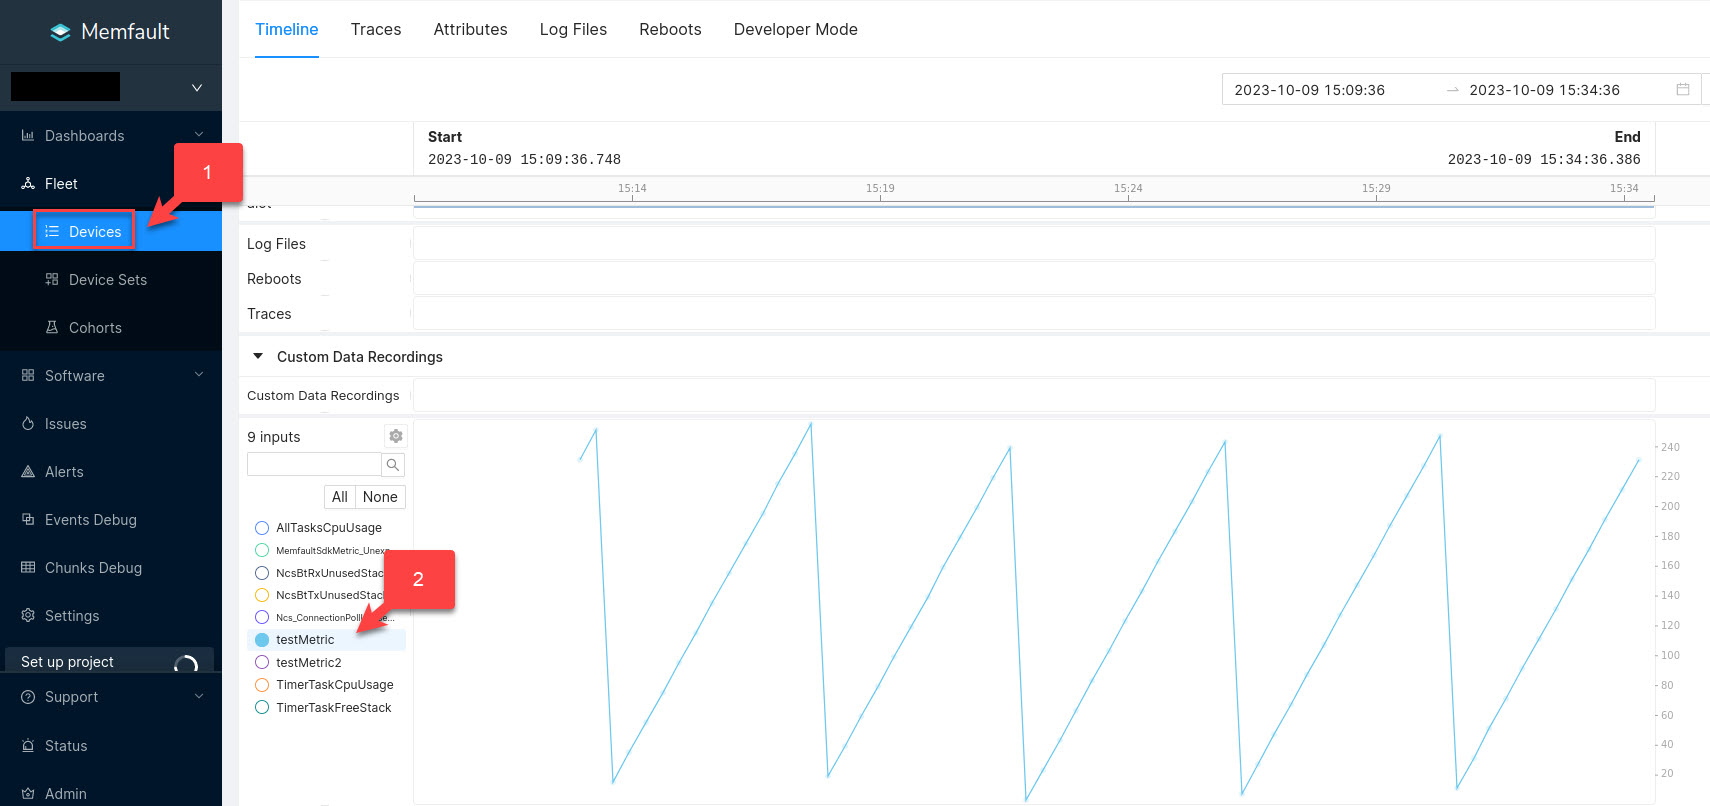 Memfault
Timeline Traces Attributes Log Files Reboots Developer Mode
2023-10-09 15:09:36 → 2023-10-09 15:34:36
Dashboards
Fleet
1
Devices
Device Sets
Cohorts
Software
Issues
Alerts
Events Debug
Chunks Debug
Settings
Set up project
Support
Status
Admin
Start End
2023-10-09 15:09:36.748 2023-10-09 15:34:36.386
15:14 15:19 15:24 15:29 15:34
Log Files
Reboots
Traces
Custom Data Recordings
Custom Data Recordings
9 inputs
All None
AllTasksCpuUsage
MemfaultSdkMetric_Unex
NcsBtRxUnusedStac
NcsBtTxUnusedStac
2
Ncs_ConnectionPoll
testMetric
testMetric2
TimerTaskCpuUsage
TimerTaskFreeStack
240
220
200
180
160
140
120
100
80
60
40
20